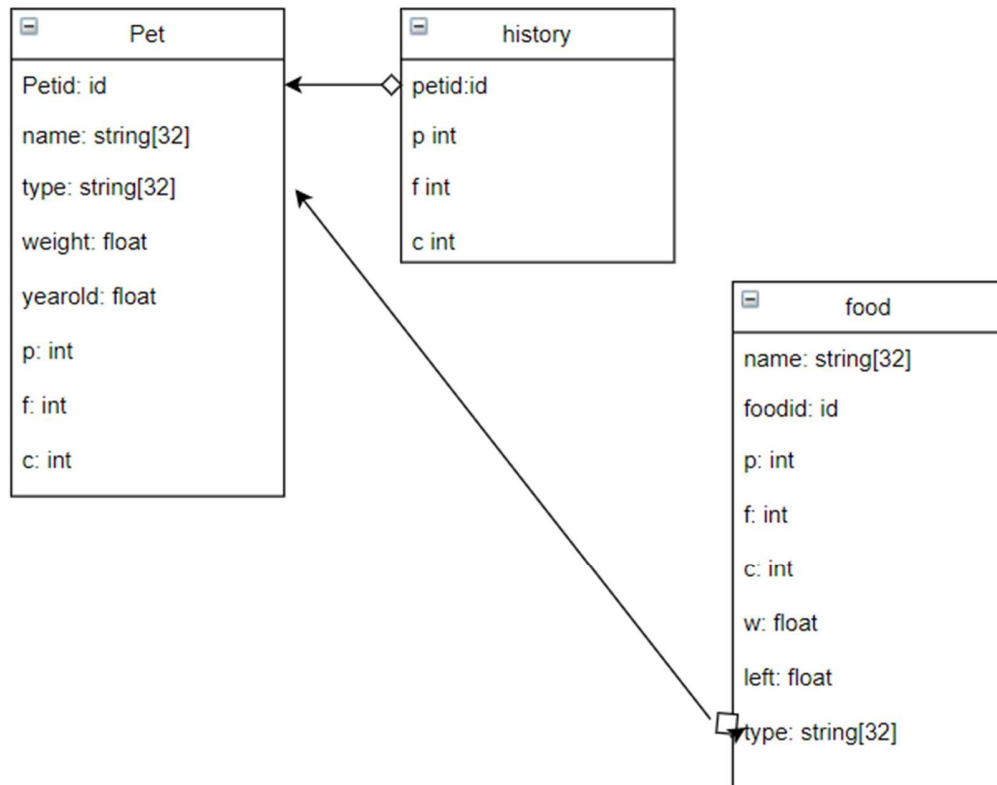 Pet
Petid: id
name: string[32]
type: string[32]
weight: float
yearold: float
p: int
f: int
c: int
history
petid:id
p int
f int
c int
food
name: string[32]
foodid: id
p: int
f: int
c: int
w: float
left: float
type: string[32]